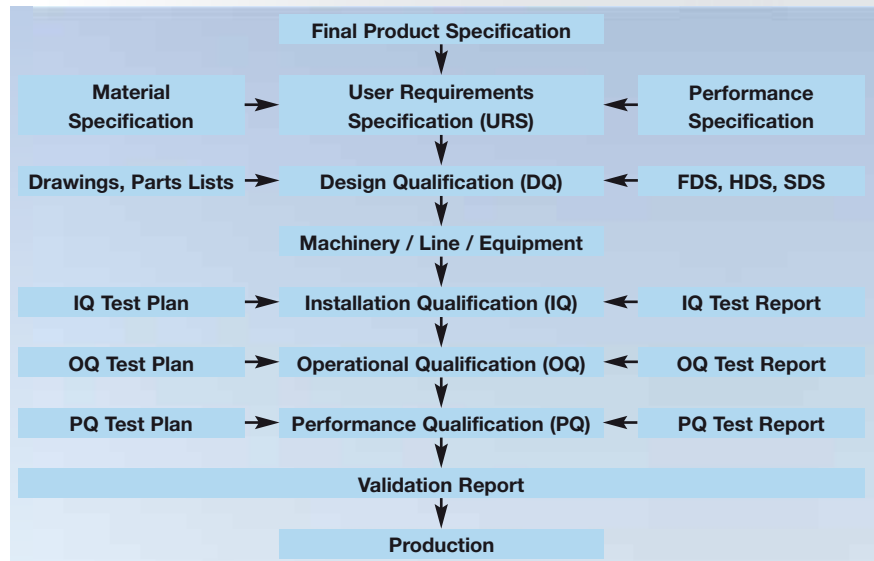 Final Product Specification
Material
Specification
User Requirements
Specification (URS)
Performance
Specification
Drawings, Parts Lists
Design Qualification (DQ)
FDS, HDS, SDS
Machinery / Line / Equipment
IQ Test Plan
Installation Qualification (IQ)
IQ Test Report
OQ Test Plan
Operational Qualification (OQ)
OQ Test Report
PQ Test Plan
Performance Qualification (PQ)
PQ Test Report
Validation Report
Production